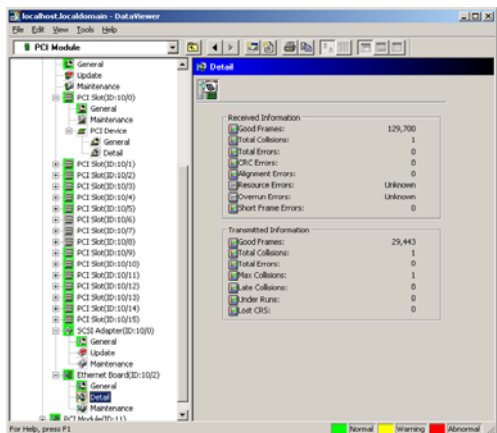 localhost.localdomain - DataViewer
File Edit View Tools Help
PCI Module
General
Update
Maintenance
PCI Slot(ID:10/0)
General
Maintenance
PCI Device
General
Detail
PCI Slot(ID:10/1)
PCI Slot(ID:10/2)
PCI Slot(ID:10/3)
PCI Slot(ID:10/4)
PCI Slot(ID:10/5)
PCI Slot(ID:10/6)
PCI Slot(ID:10/7)
PCI Slot(ID:10/8)
PCI Slot(ID:10/9)
PCI Slot(ID:10/10)
PCI Slot(ID:10/11)
PCI Slot(ID:10/12)
PCI Slot(ID:10/13)
PCI Slot(ID:10/14)
PCI Slot(ID:10/15)
SCSI Adapter(ID:10/0)
General
Update
Maintenance
Ethernet Board(ID:10/2)
General
Detail
Maintenance
PCI Module(ID:11)
Detail
Received Information
Good Frames: 129,700
Total Collisions: 1
Total Errors: 0
CRC Errors: 0
Alignment Errors: 0
Resource Errors: Unknown
Overrun Errors: Unknown
Short Frame Errors: 0
Transmitted Information
Good Frames: 29,443
Total Collisions: 1
Total Errors: 0
Max Collisions: 1
Late Collisions: 0
Under Runs: 0
Lost CRS: 0
For Help, press F1
Normal Warning Abnormal